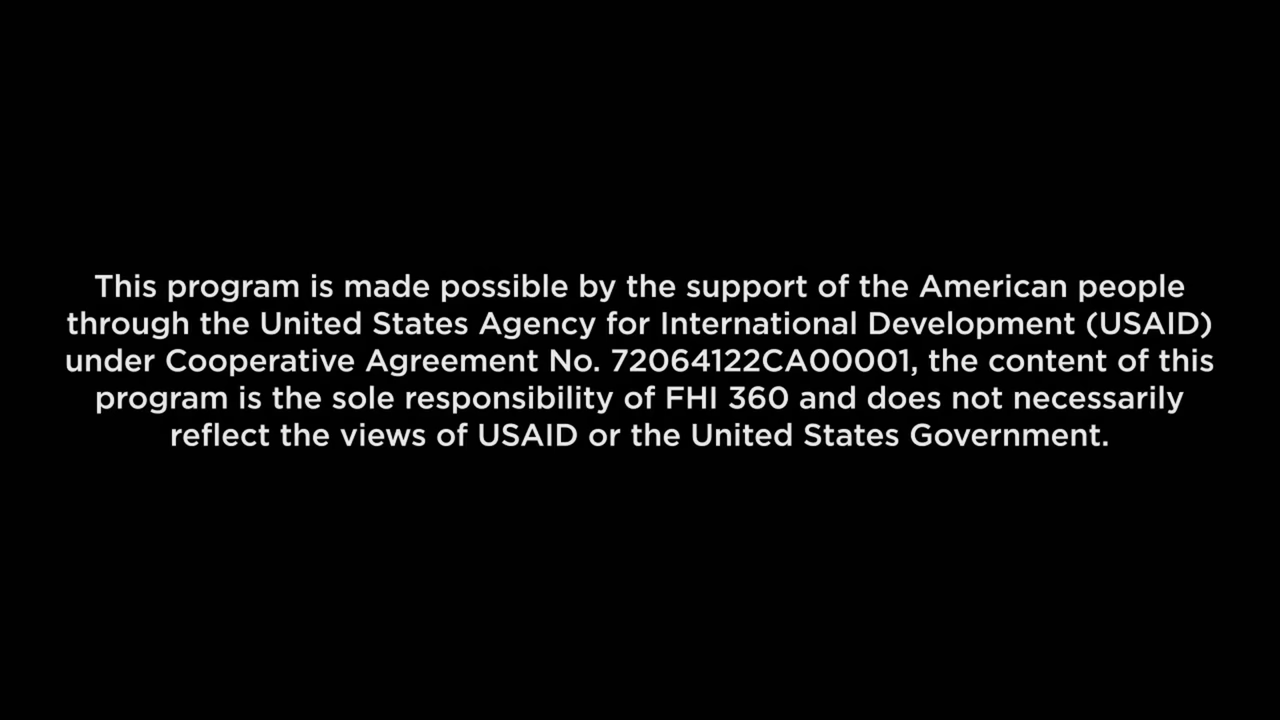 This program is made possible by the support of the American people
through the United States Agency for International Development (USAID)
under Cooperative Agreement No. 72064122CA00001, the content of this
program is the sole responsibility of FHI 360 and does not necessarily
reflect the views of USAID or the United States Government.